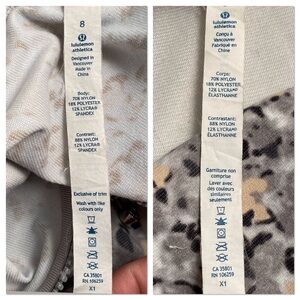 8
lululemon
athletica
Designed in
Vancouver
Made in
China
Body:
70% NYLON
18% POLYESTER
12% LYCRA®
SPANDEX
Contrast:
88% NYLON
12% LYCRA®
SPANDEX
Exclusive of trim
Wash with like
colours only
CA 35801
RN 106259
X1
lululemon
athletica
Conçu à
Vancouver
Fabriqué en
Chine
Corps:
70% NYLON
18% POLYESTER
12% LYCRA®
ÉLASTHANNE
Contrastant:
88% NYLON
12% LYCRA®
ÉLASTHANNE
Garniture non
comprise
Laver avec
des couleurs
similaires
seulement
CA 35801
RN 106259
X1